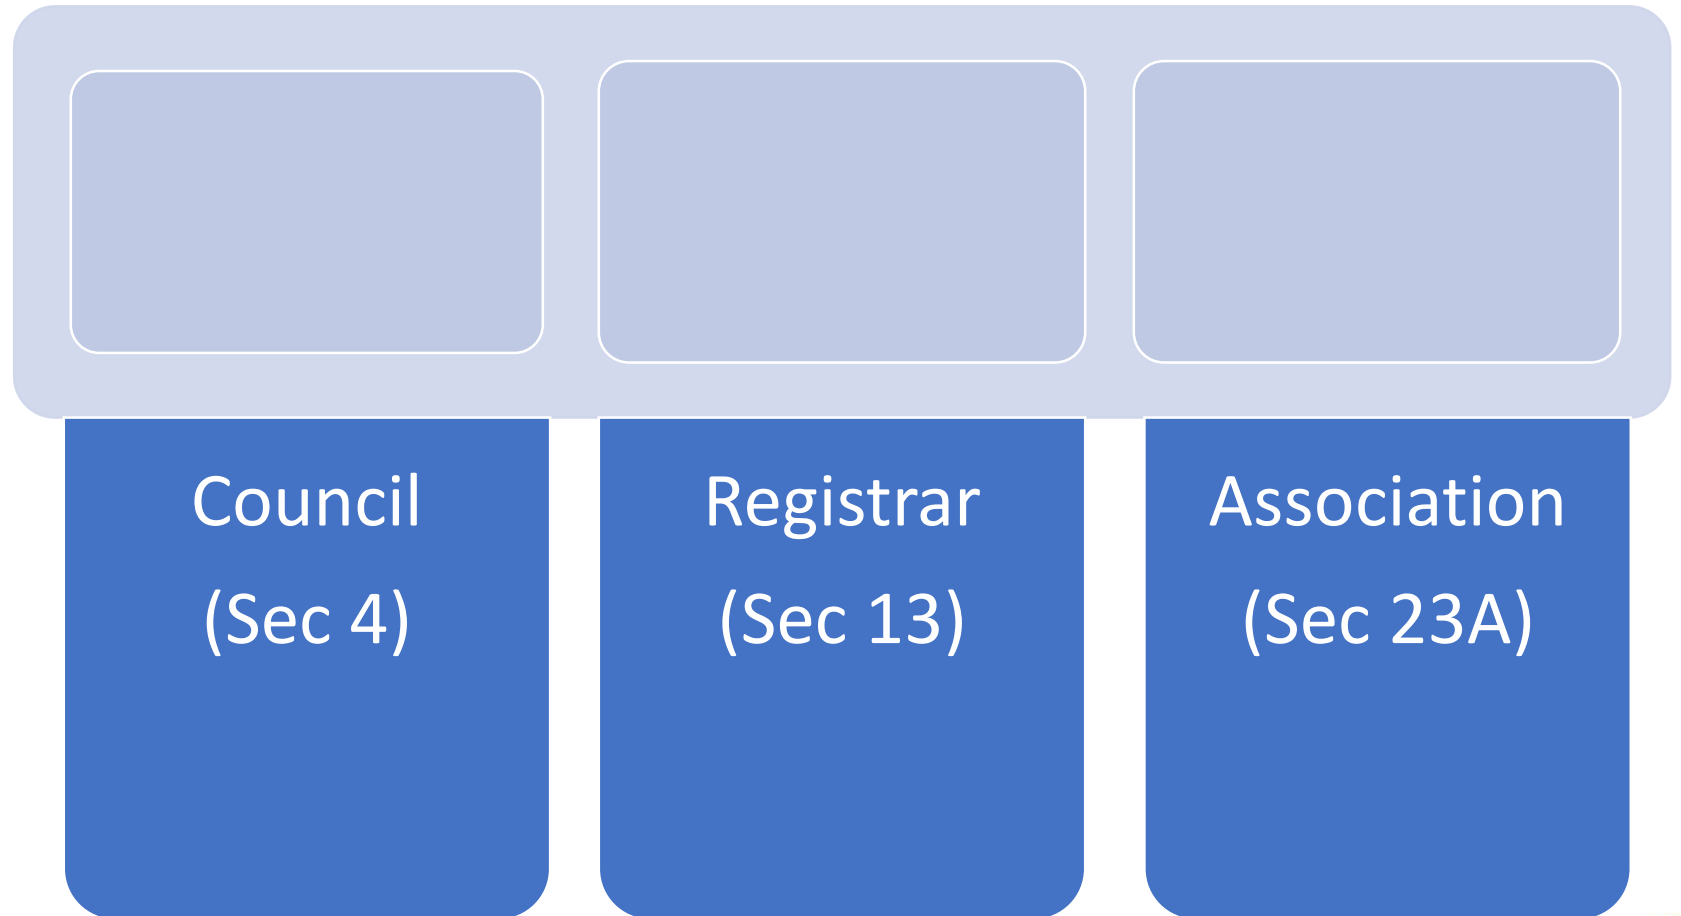 Council
(Sec 4)
Registrar
(Sec 13)
Association
(Sec 23A)